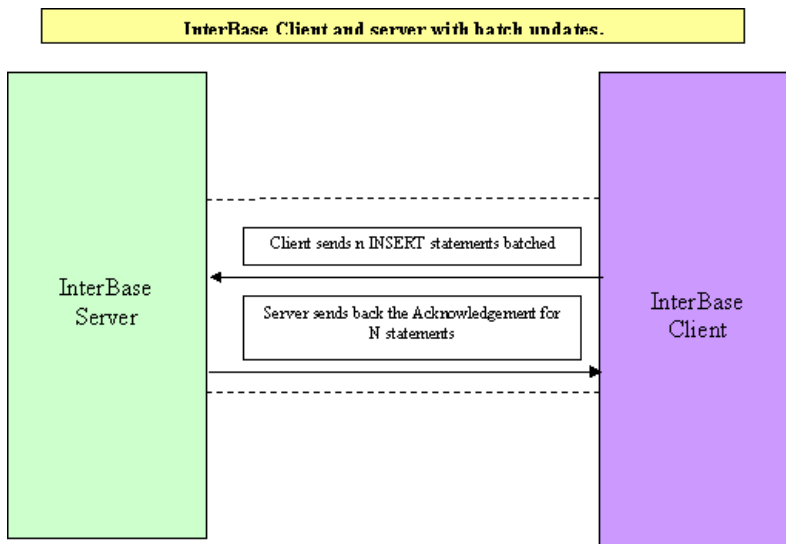 InterBase Client and server with batch updates.
Client sends n INSERT statements batched
InterBase
Server
Server sends back the Acknowledgement for
N statements
InterBase
Client